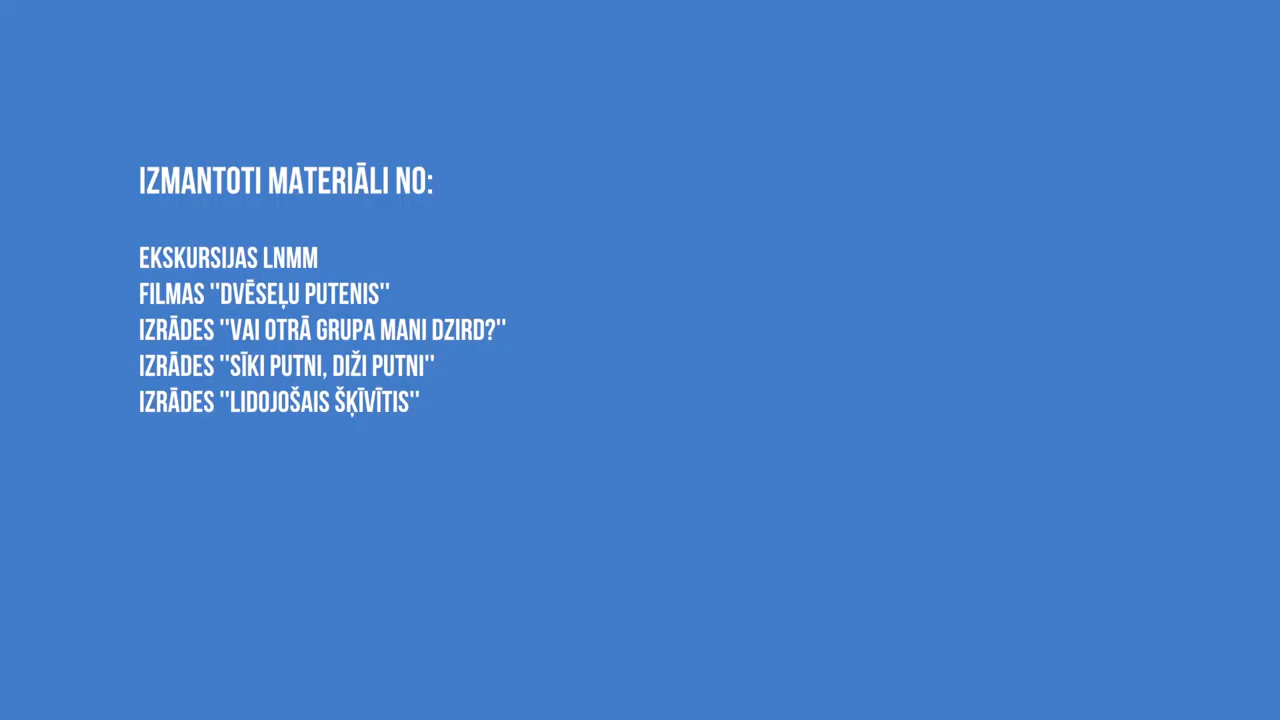 IZMANTOTI MATERIĀLI NO:
EKSKURSIJAS LNMM
FILMAS "DVĒSEĻU PUTENIS"
IZRĀDES "VAI OTRĀ GRUPA MANI DZIRD?"
IZRĀDES "SĪKI PUTNI, DIŽI PUTNI"
IZRĀDES "LIDOJOŠAIS ŠĶĪVĪTIS"